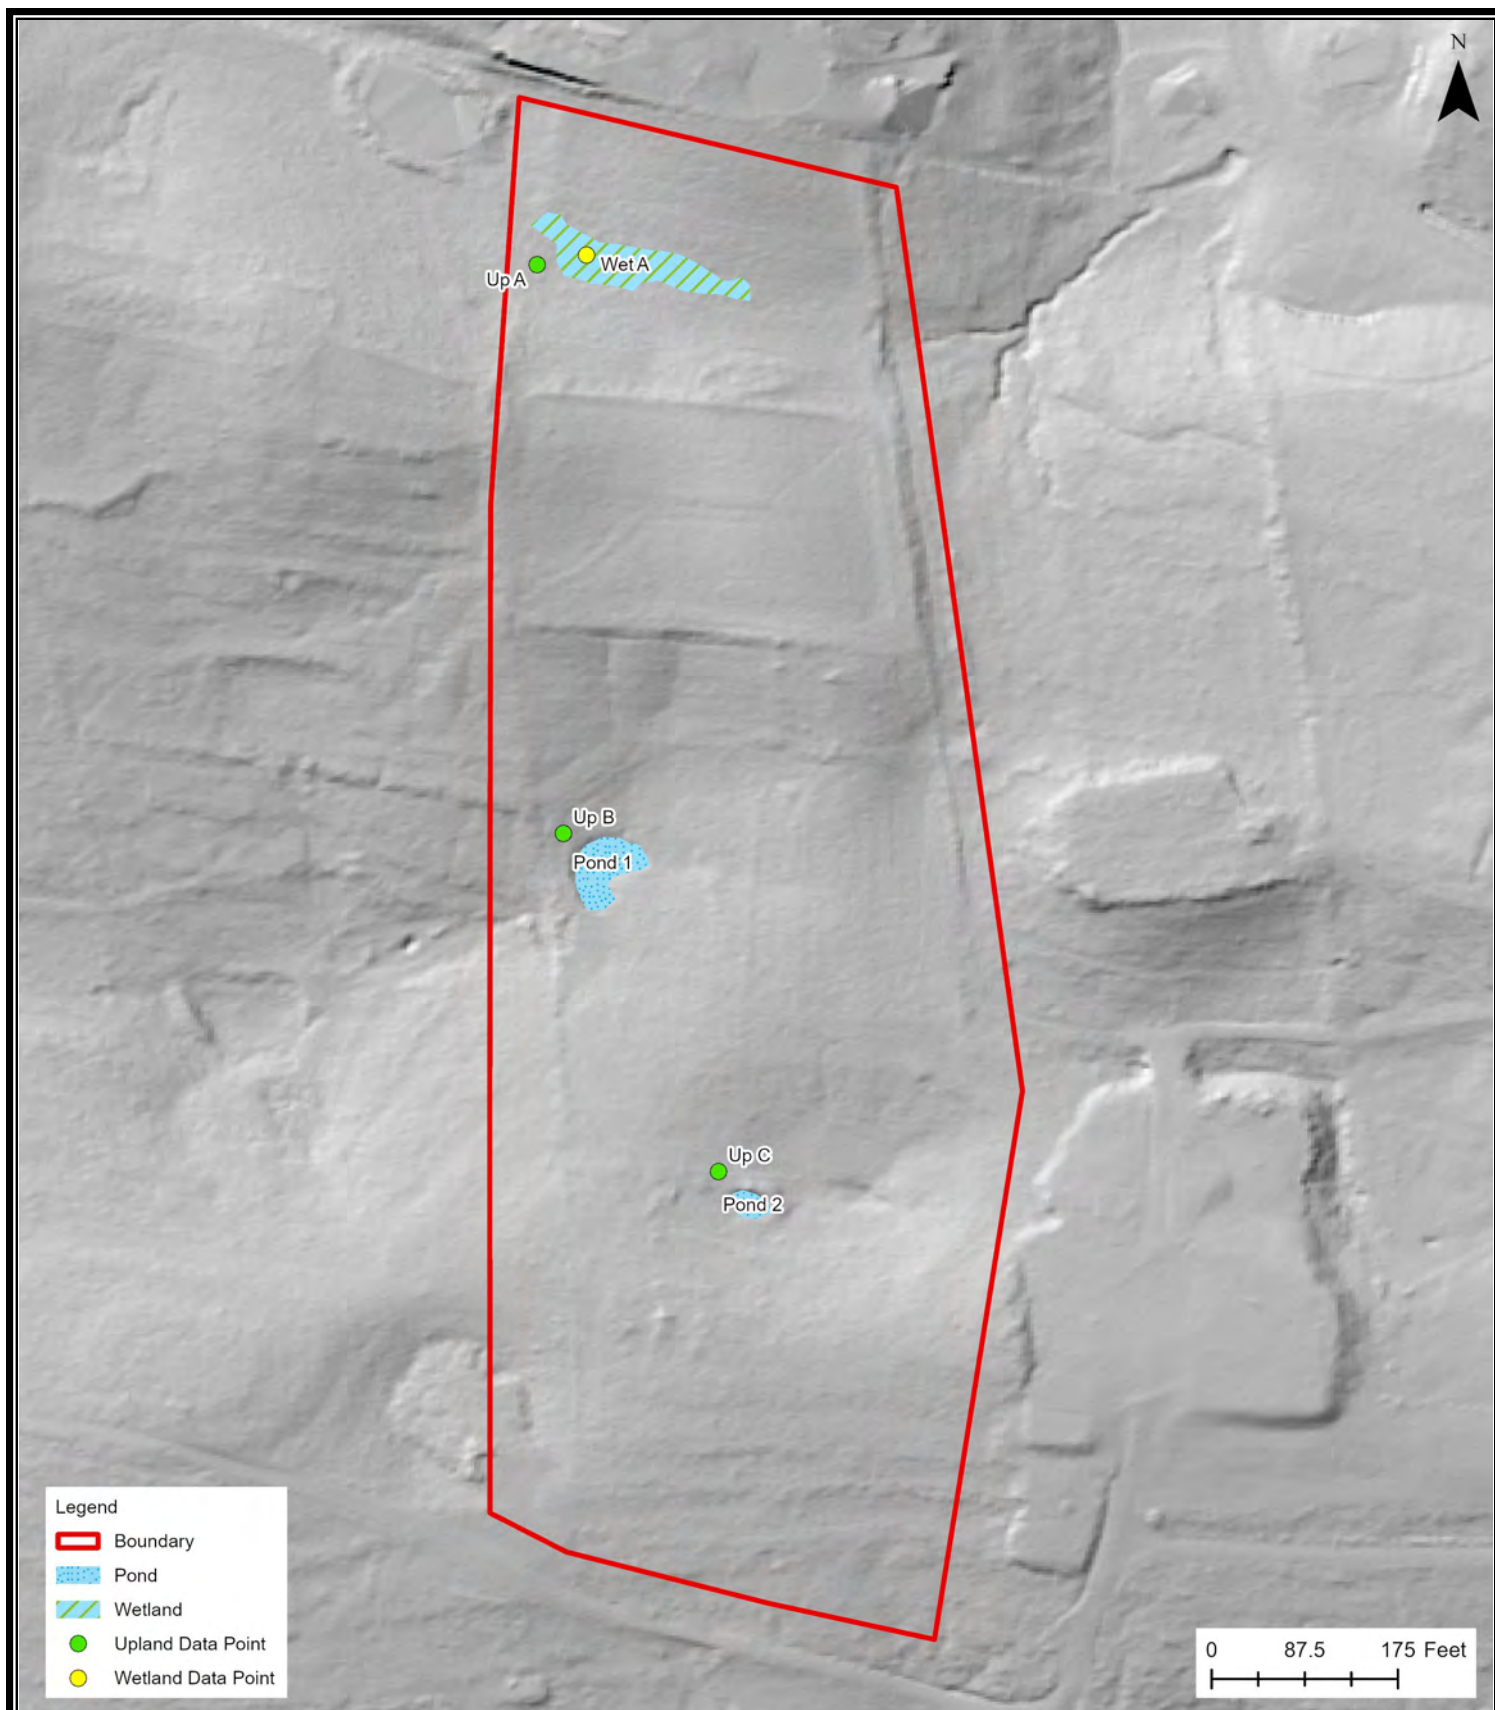 N
Wet A
Up A
Up B
Pond 1
Up C
Pond 2
Legend
Boundary
Pond
Wetland
Upland Data Point
Wetland Data Point
0 87.5 175 Feet